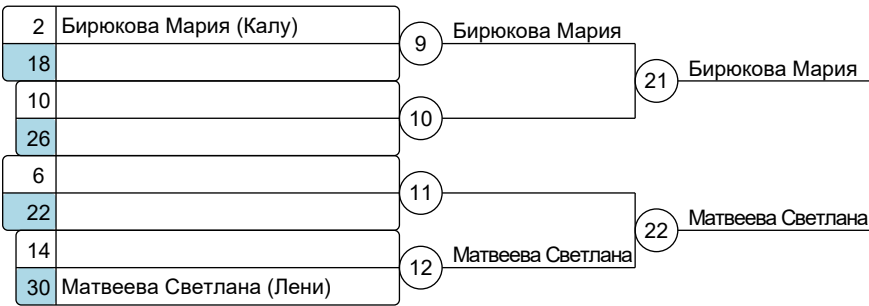 2 Бирюкова Мария (Калу)
9 Бирюкова Мария
18
21 Бирюкова Мария
10
10
26
6
11
22
22 Матвеева Светлана
14
12 Матвеева Светлана
30 Матвеева Светлана (Лени)